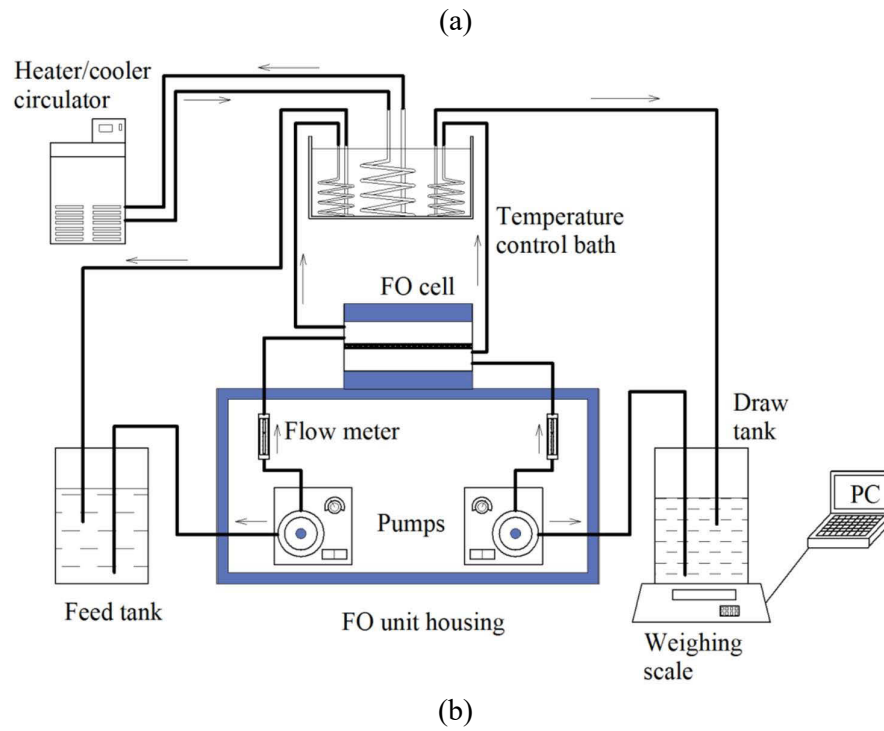 (a)
Heater/cooler
circulator
Temperature
control bath
FO cell
Flow meter
Draw
tank
PC
Pumps
Feed tank
FO unit housing
Weighing
scale
(b)